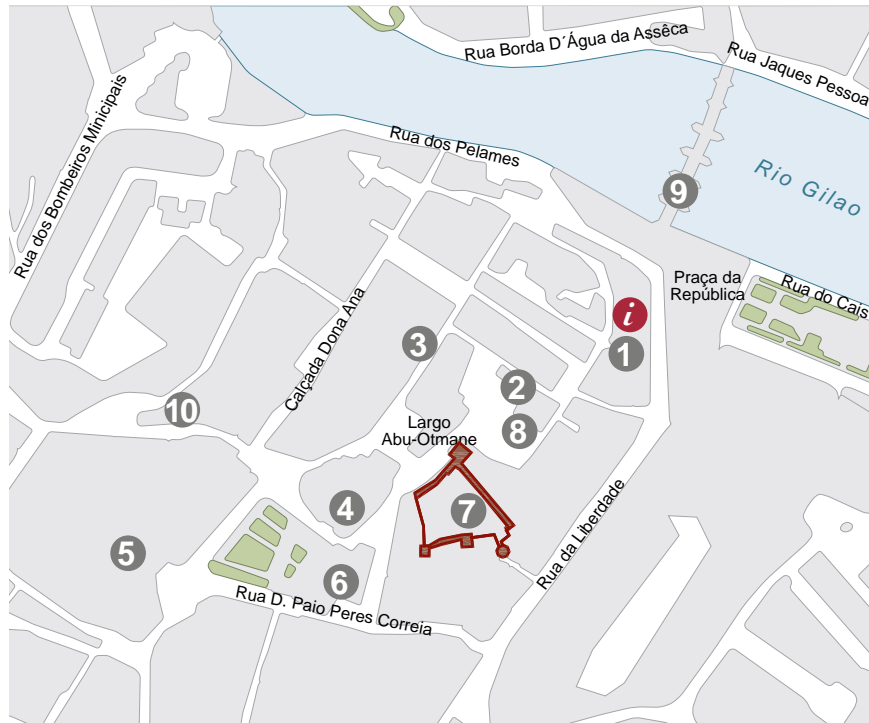 Rua Borda D´Água da Assêca
Rua Jaques Pessoa
Rua dos Bombeiros Minicipais
Rua dos Pelames
Rio Gilao
9
Praça da
República
Rua do Cais
i
Calçada Dona Ana
3
1
2
10
Largo
Abu-Otmane
8
4
7
Rua da Liberdade
5
6
Rua D. Paio Peres Correia